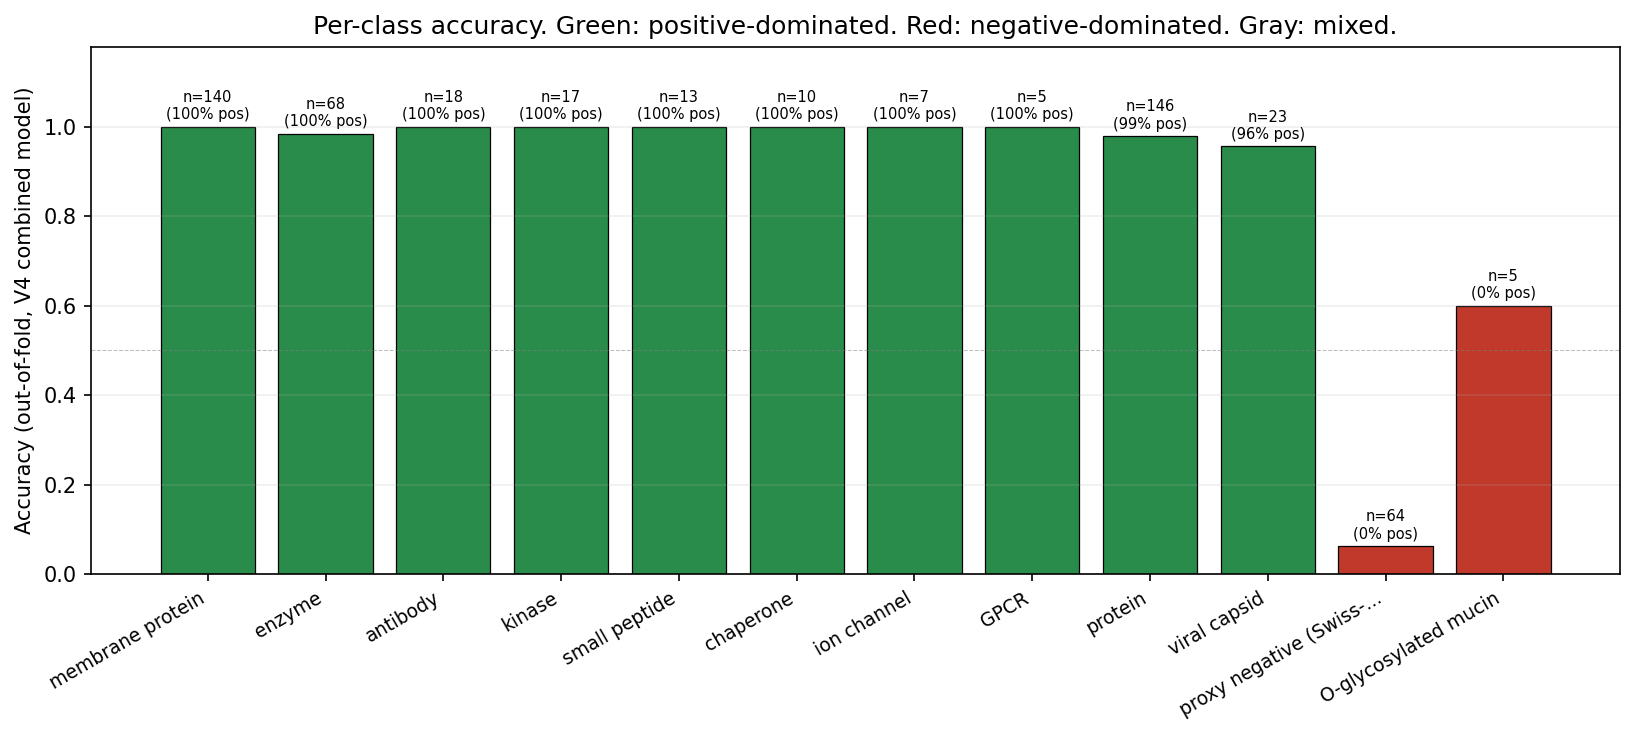 Per-class accuracy. Green: positive-dominated. Red: negative-dominated. Gray: mixed.
Accuracy (out-of-fold, V4 combined model)
1.0
0.8
0.6
0.4
0.2
0.0
n=140
(100% pos)
n=68
(100% pos)
n=18
(100% pos)
n=17
(100% pos)
n=13
(100% pos)
n=10
(100% pos)
n=7
(100% pos)
n=5
(100% pos)
n=146
(99% pos)
n=23
(96% pos)
n=64
(0% pos)
n=5
(0% pos)
membrane protein
enzyme
antibody
kinase
small peptide
chaperone
ion channel
GPCR
protein
viral capsid
proxy negative (Swiss-...
O-glycosylated mucin